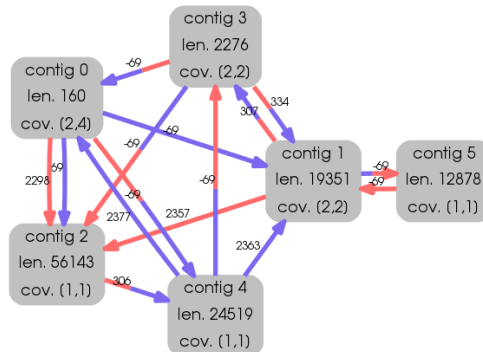 contig 3
len. 2276
cov. (2,2)
contig 0
len. 160
cov. (2,4)
-69
334
307
-69
contig 1
len. 19351
cov. (2,2)
contig 5
len. 12878
cov. (1,1)
-69
-69
2298
-69
-69
-69
2377
2357
contig 2
len. 56143
cov. (1,1)
306
2363
contig 4
len. 24519
cov. (1,1)